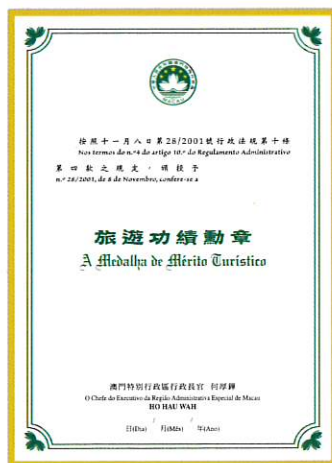 MACAU
按照十一月八日第28/2001號行政法規第十條
Nos termos do n.º4 do artigo 10.º do Regulamento Administrativo
第四款之規定，頒授予
n.º 28/2001, de 8 de Novembro, confere-se a
旅遊功績勳章
A Medalha de Mérito Turístico
澳門特別行政區行政長官 何厚鏵
O Chefe do Executivo da Região Administrativa Especial de Macau
HO HAU WAH
日(Dia) 月(Mês) 年(Ano)